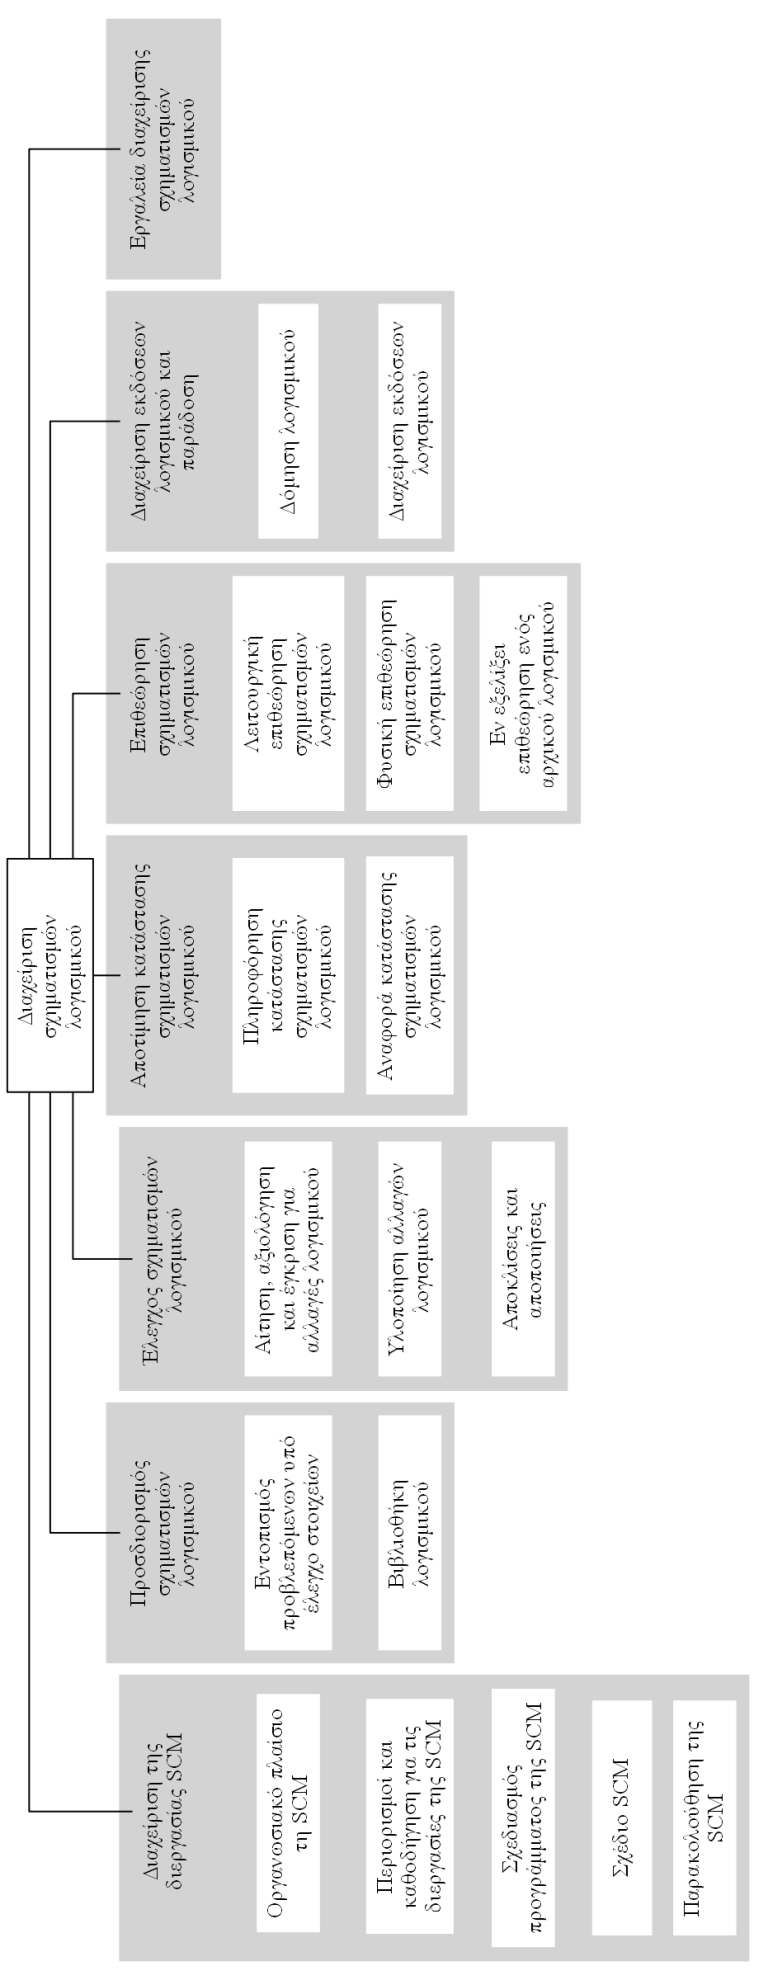 Διαχείριση
σχηματισμών
λογισμικού
Διαχείριση της
διεργασίας SCM
Οργανωσιακό πλαίσιο
τη SCM
Περιορισμοί και
καθοδήγηση για τις
διεργασίες της SCM
Σχεδιασμός
προγράμματος της SCM
Σχέδιο SCM
Παρακολούθηση της
SCM
Προσδιορισμός
σχηματισμών
λογισμικού
Εντοπισμός
προβλεπόμενων υπό
έλεγχο στοιχείων
Βιβλιοθήκη
λογισμικού
Έλεγχος σχηματισμών
λογισμικού
Αίτηση, αξιολόγηση
και έγκριση για
αλλαγές λογισμικού
Υλοποίηση αλλαγών
λογισμικού
Αποκλίσεις και
αποποιήσεις
Αποτίμηση κατάστασης
σχηματισμών
λογισμικού
Πληροφόρηση
κατάστασης
σχηματισμών
λογισμικού
Αναφορά κατάστασης
σχηματισμών
λογισμικού
Επιθεώρηση
σχηματισμών
λογισμικού
Λειτουργική
επιθεώρηση
σχηματισμών
λογισμικού
Φυσική επιθεώρηση
σχηματισμών
λογισμικού
Εν εξελίξει
επιθεώρηση ενός
αρχικού λογισμικού
Διαχείριση εκδόσεων
λογισμικού και
παράδοση
Δόμηση λογισμικού
Διαχείριση εκδόσεων
λογισμικού
Εργαλεία διαχείρισης
σχηματισμών
λογισμικού